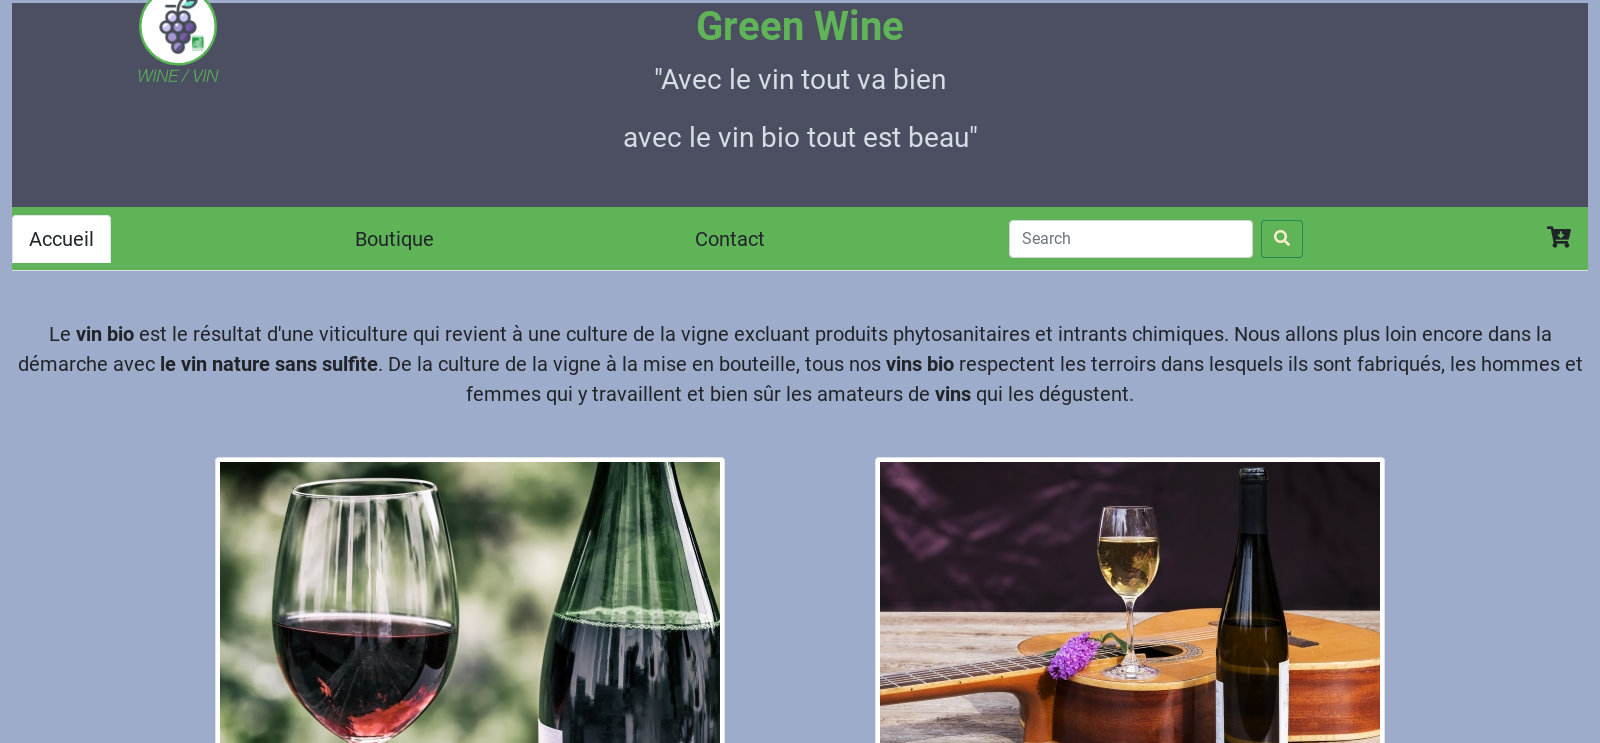 Green Wine
WINE / VIN
"Avec le vin tout va bien
avec le vin bio tout est beau"
Accueil
Boutique
Contact
Search
Le vin bio est le résultat d'une viticulture qui revient à une culture de la vigne excluant produits phytosanitaires et intrants chimiques. Nous allons plus loin encore dans la
démarche avec le vin nature sans sulfite. De la culture de la vigne à la mise en bouteille, tous nos vins bio respectent les terroirs dans lesquels ils sont fabriqués, les hommes et
femmes qui y travaillent et bien sûr les amateurs de vins qui les dégustent.